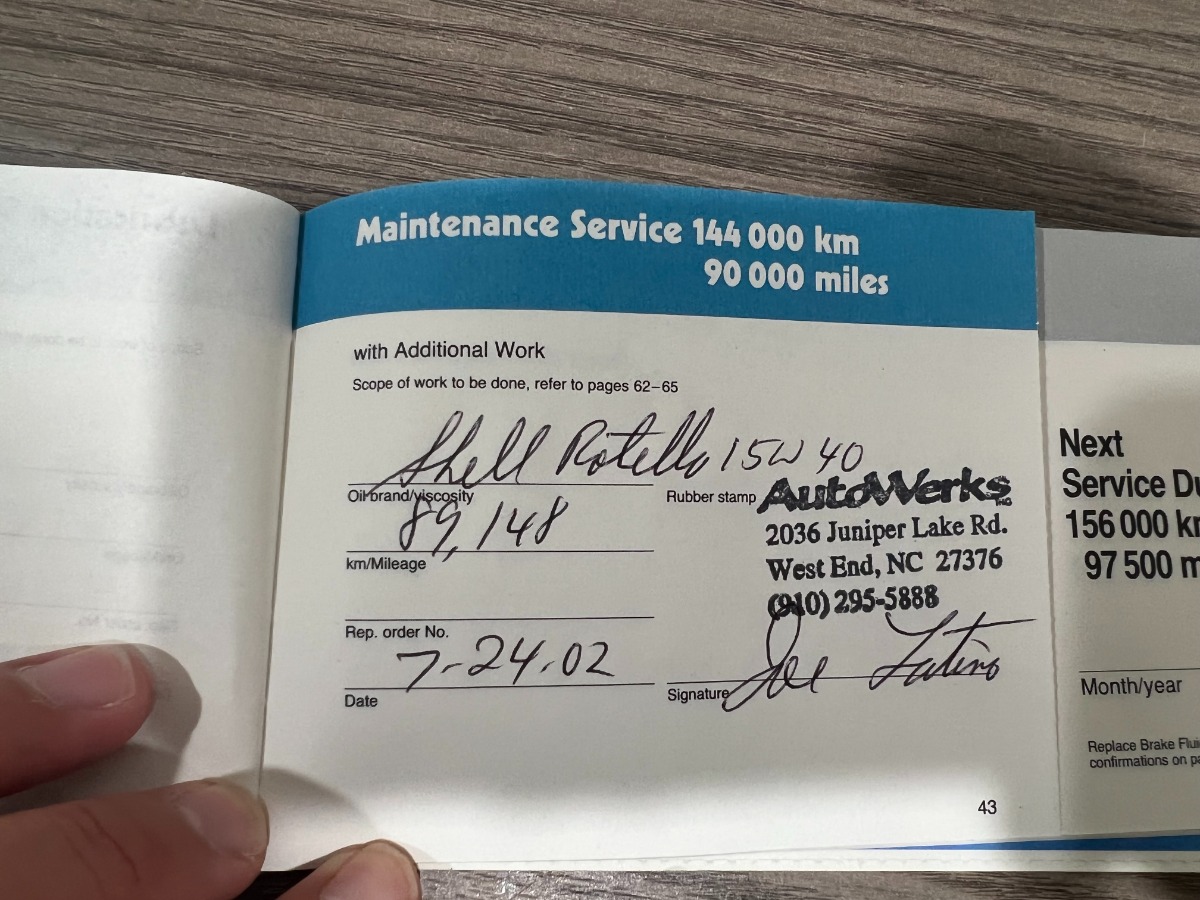 Maintenance Service 144 000 km
90 000 miles
with Additional Work
Scope of work to be done, refer to pages 62–65
Shell Rotella 15W 40
Oil brand/viscosity
89,148
km/Mileage
Rep. order No.
7-24-02
Date
Rubber stamp
AutoWerks INC
2036 Juniper Lake Rd.
West End, NC 27376
(910) 295-5888
Joe Latino
Signature
43
Next
Service
156 000
97 500
Month/year
Replace Brake
confirmations on